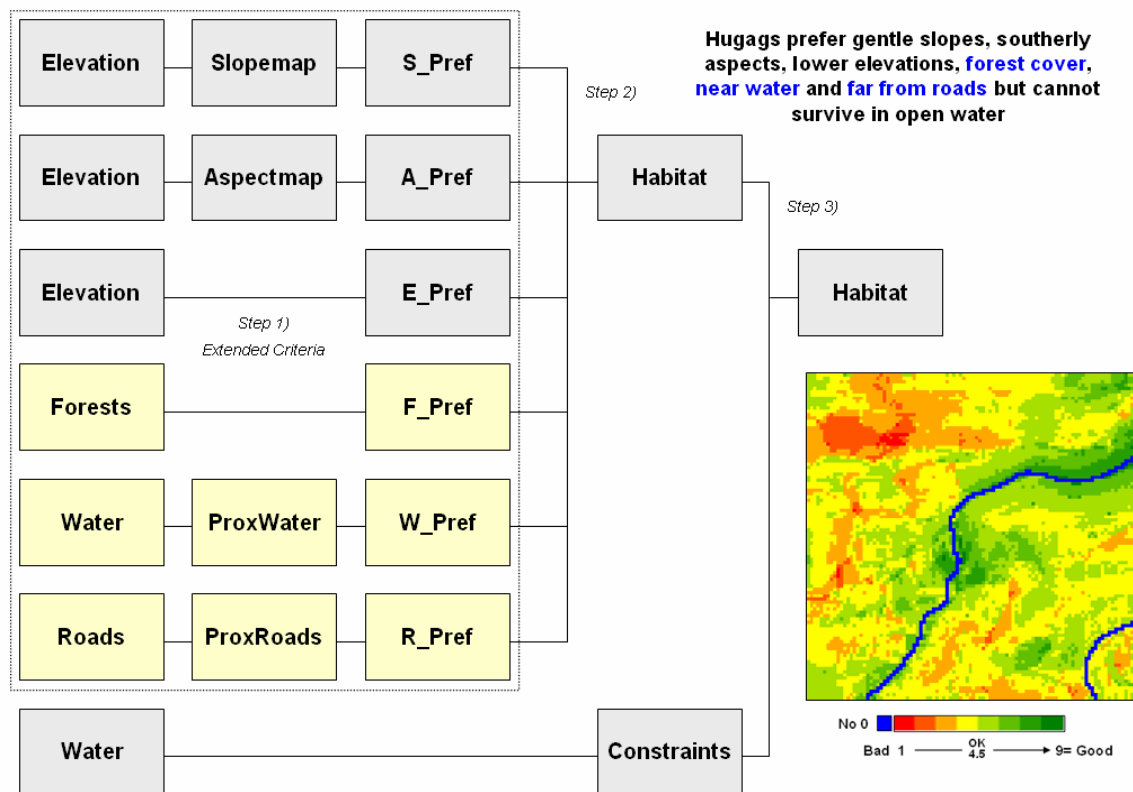 Elevation
Slopemap
S_Pref
Hugags prefer gentle slopes, southerly
aspects, lower elevations, forest cover,
near water and far from roads but cannot
survive in open water
Step 2)
Elevation
Aspectmap
A_Pref
Habitat
Step 3)
Elevation
E_Pref
Habitat
Step 1)
Extended Criteria
Forests
F_Pref
Water
ProxWater
W_Pref
Roads
ProxRoads
R_Pref
Water
Constraints
No 0
Bad 1
OK
4.5
9= Good